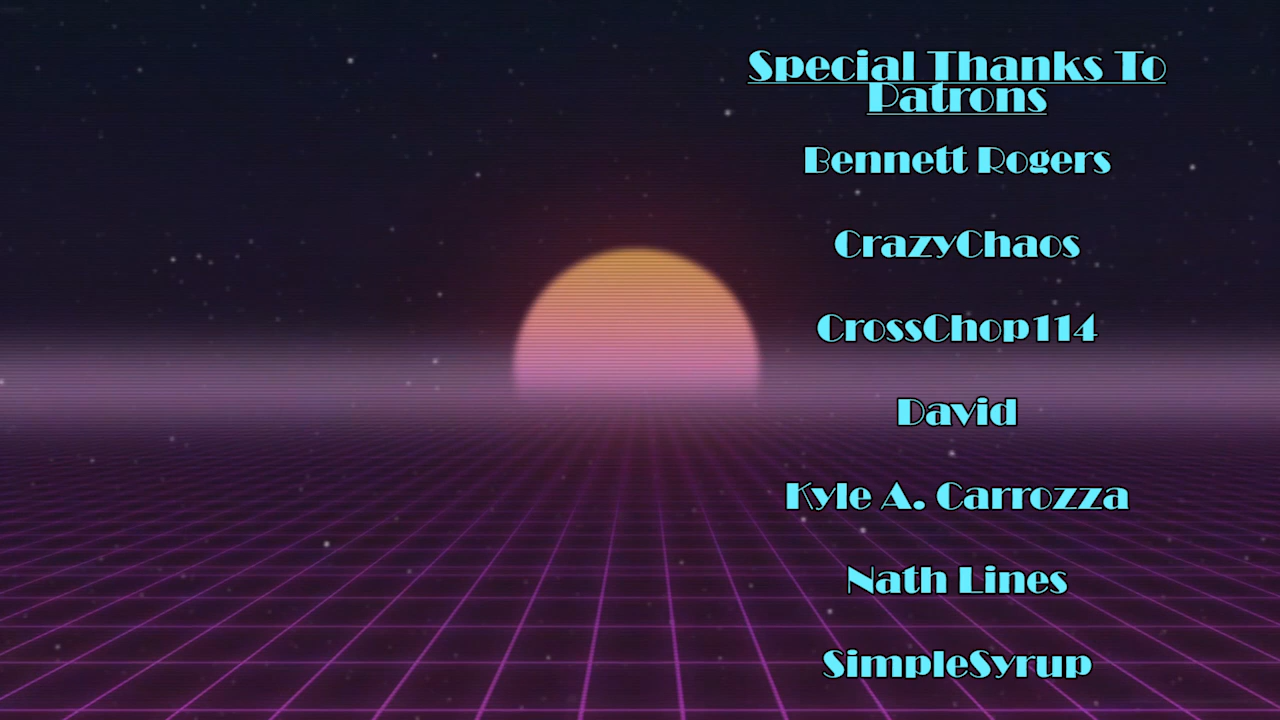 Special Thanks To
Patrons
Bennett Rogers
CrazyChaos
CrossChop114
David
Kyle A. Carrozza
Nath Lines
SimpleSyrup